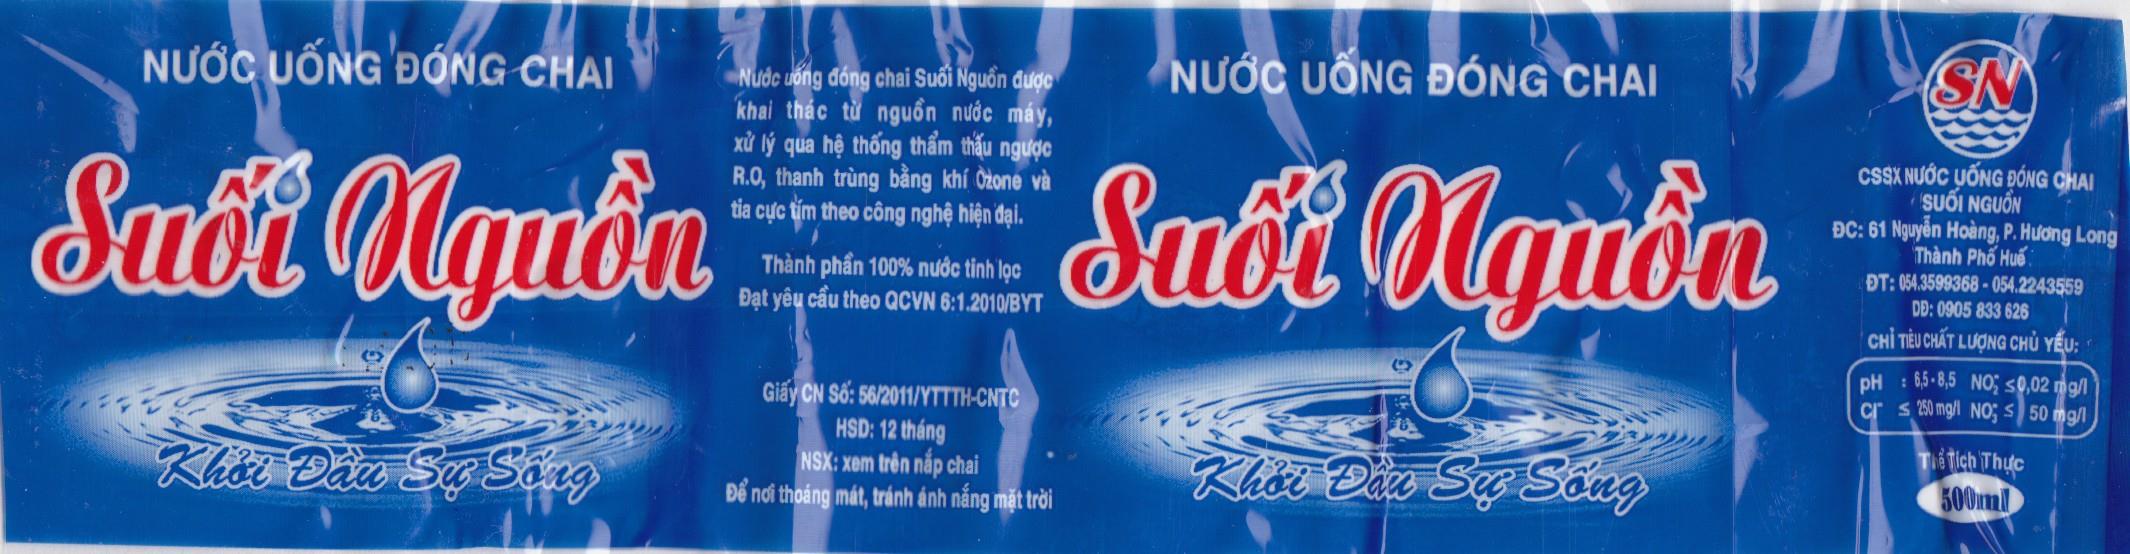 NƯỚC UỐNG ĐÓNG CHAI
Suối Nguồn
Khởi Đầu Sự Sống
Nước uống đóng chai Suối Nguồn được
khai thác từ nguồn nước máy,
xử lý qua hệ thống thẩm thấu ngược
R.O, thanh trùng bằng khí Ozone và
tia cực tím theo công nghệ hiện đại.
Thành phần 100% nước tinh lọc
Đạt yêu cầu theo QCVN 6:1.2010/BYT
Giấy CN Số: 56/2011/YTTTH-CNTC
HSD: 12 tháng
NSX: xem trên nắp chai
Để nơi thoáng mát, tránh ánh nắng mặt trời
NƯỚC UỐNG ĐÓNG CHAI
Suối Nguồn
Khởi Đầu Sự Sống
SN
CSSX NƯỚC UỐNG ĐÓNG CHAI
SUỐI NGUỒN
ĐC: 61 Nguyễn Hoàng, P. Hương Long
Thành Phố Huế
ĐT: 054.3599368 - 054.2243559
DĐ: 0905 833 626
CHỈ TIÊU CHẤT LƯỢNG CHỦ YẾU:
pH : 6,5-8,5 NO₂⁻ ≤ 0,02 mg/l
Cl⁻ ≤ 250 mg/l NO₃⁻ ≤ 50 mg/l
Thể Tích Thực
500ml